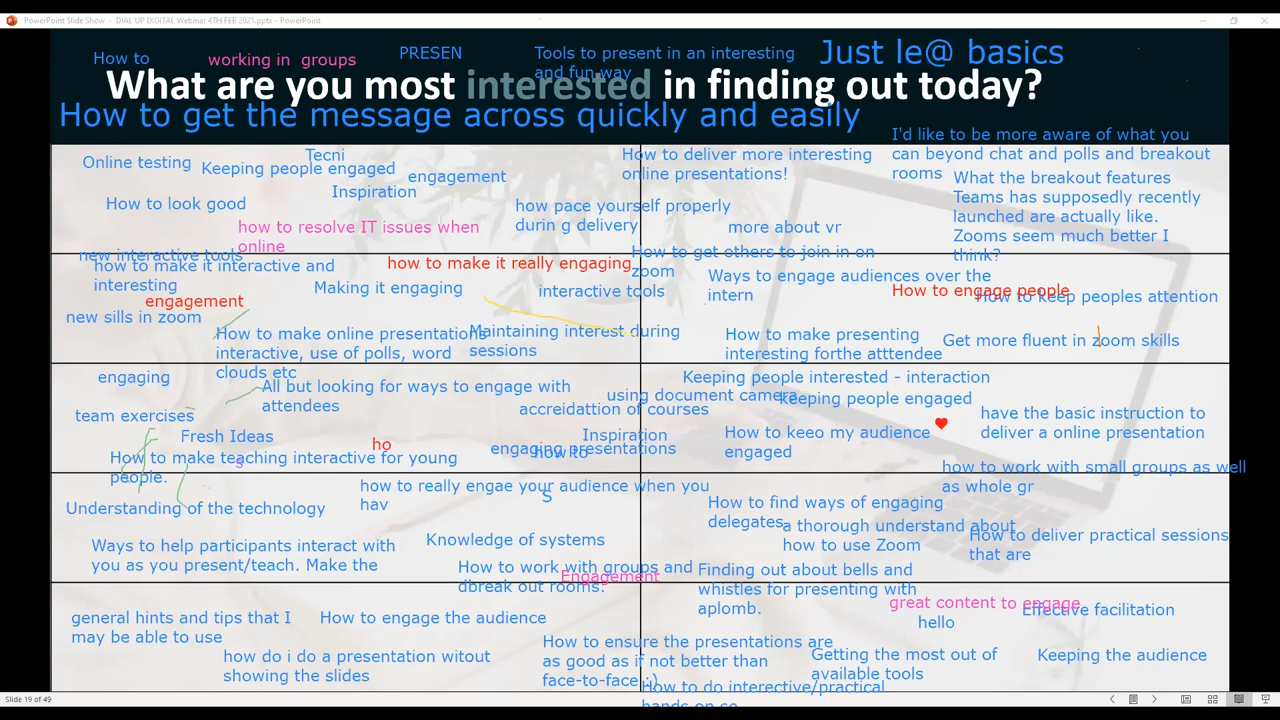 PowerPoint Slide Show - DIAL UP DIGITAL Webinar 4TH FEB 2021.pptx - PowerPoint
How to
working in groups
PRESEN
Tools to present in an interesting
and fun way
Just le@ basics
What are you most interested in finding out today?
How to get the message across quickly and easily
I'd like to be more aware of what you
can beyond chat and polls and breakout
rooms
Online testing
Tecni
Keeping people engaged
engagement
Inspiration
How to deliver more interesting
online presentations!
What the breakout features
Teams has supposedly recently
launched are actually like.
Zooms seem much better I
think?
How to look good
how pace yourself properly
durin g delivery
how to resolve IT issues when
online
more about vr
new interactive tools
How to get others to join in on
zoom
how to make it interactive and
interesting
how to make it really engaging
Making it engaging
interactive tools
Ways to engage audiences over the
intern
How to engage people
How to keep peoples attention
engagement
new sills in zoom
How to make online presentations
interactive, use of polls, word
clouds etc
Maintaining interest during
sessions
How to make presenting
interesting forthe atttendee
Get more fluent in zoom skills
engaging
All but looking for ways to engage with
attendees
Keeping people interested - interaction
using document camera
keeping people engaged
accreidattion of courses
team exercises
have the basic instruction to
deliver a online presentation
Fresh Ideas
ho
Inspiration
engaging presentations
how to
How to keeo my audience
engaged
How to make teaching interactive for young
people.
s
how to work with small groups as well
as whole gr
how to really engae your audience when you
hav
S
Understanding of the technology
How to find ways of engaging
delegates
a thorough understand about
how to use Zoom
How to deliver practical sessions
that are
Ways to help participants interact with
you as you present/teach. Make the
Knowledge of systems
How to work with groups and
dbreak out rooms.
Engagement
Finding out about bells and
whistles for presenting with
aplomb.
great content to engage
Effective facilitation
hello
general hints and tips that I
may be able to use
How to engage the audience
How to ensure the presentations are
as good as if not better than
face-to-face :)
how do i do a presentation witout
showing the slides
Getting the most out of
available tools
Keeping the audience
How to do interective/practical
hands on se
Slide 19 of 49